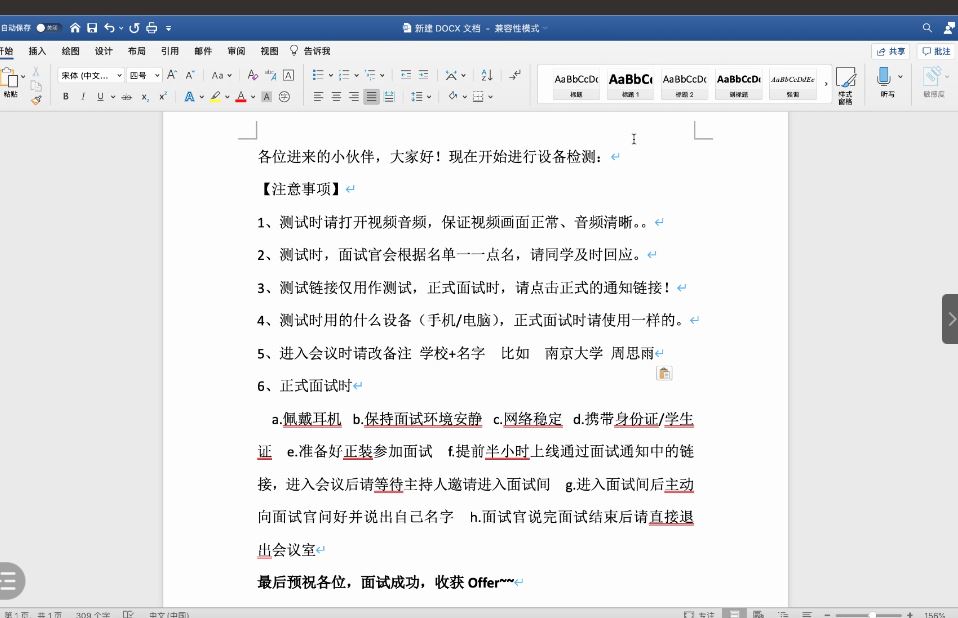 自动保存 关闭
新建 DOCX 文档 - 兼容性模式
开始 插入 绘图 设计 布局 引用 邮件 审阅 视图 告诉我 共享 批注
粘贴 宋体 (中文... 四号 A A Aa A
B I U ab x x A A A
AaBbCcDc AaBbCc AaBbCcDc AaBbCcDc AaBbCcDdEe
标题 标题 1 标题 2 副标题 强调 样式窗格 听写 敏感度
各位进来的小伙伴，大家好！现在开始进行设备检测：
【注意事项】
1、测试时请打开视频音频，保证视频画面正常、音频清晰。。
2、测试时，面试官会根据名单一一点名，请同学及时回应。
3、测试链接仅用作测试，正式面试时，请点击正式的通知链接！
4、测试时用的什么设备（手机/电脑），正式面试时请使用一样的。
5、进入会议时请改备注 学校+名字 比如 南京大学 周思雨
6、正式面试时
a.佩戴耳机 b.保持面试环境安静 c.网络稳定 d.携带身份证/学生
证 e.准备好正装参加面试 f.提前半小时上线通过面试通知中的链
接，进入会议后请等待主持人邀请进入面试间 g.进入面试间后主动
向面试官问好并说出自己名字 h.面试官说完面试结束后请直接退
出会议室
最后预祝各位，面试成功，收获 Offer~~
第1页，共1页 309个字 中文 (中国) 专注 156%